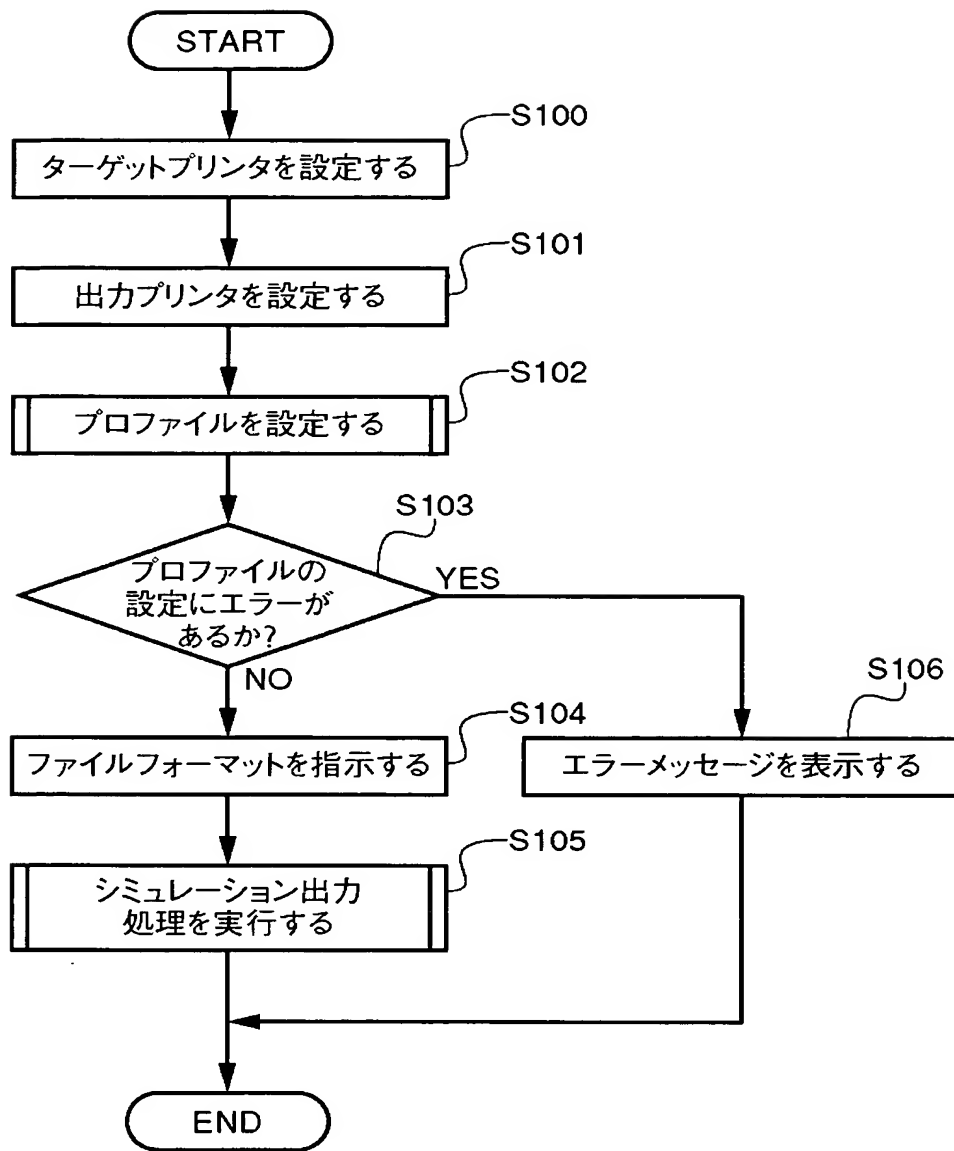 START
S100
ターゲットプリンタを設定する
S101
出力プリンタを設定する
S102
プロファイルを設定する
S103
プロファイルの
設定にエラーが
あるか?
YES
NO
S104
ファイルフォーマットを指示する
S106
エラーメッセージを表示する
S105
シミュレーション出力
処理を実行する
END